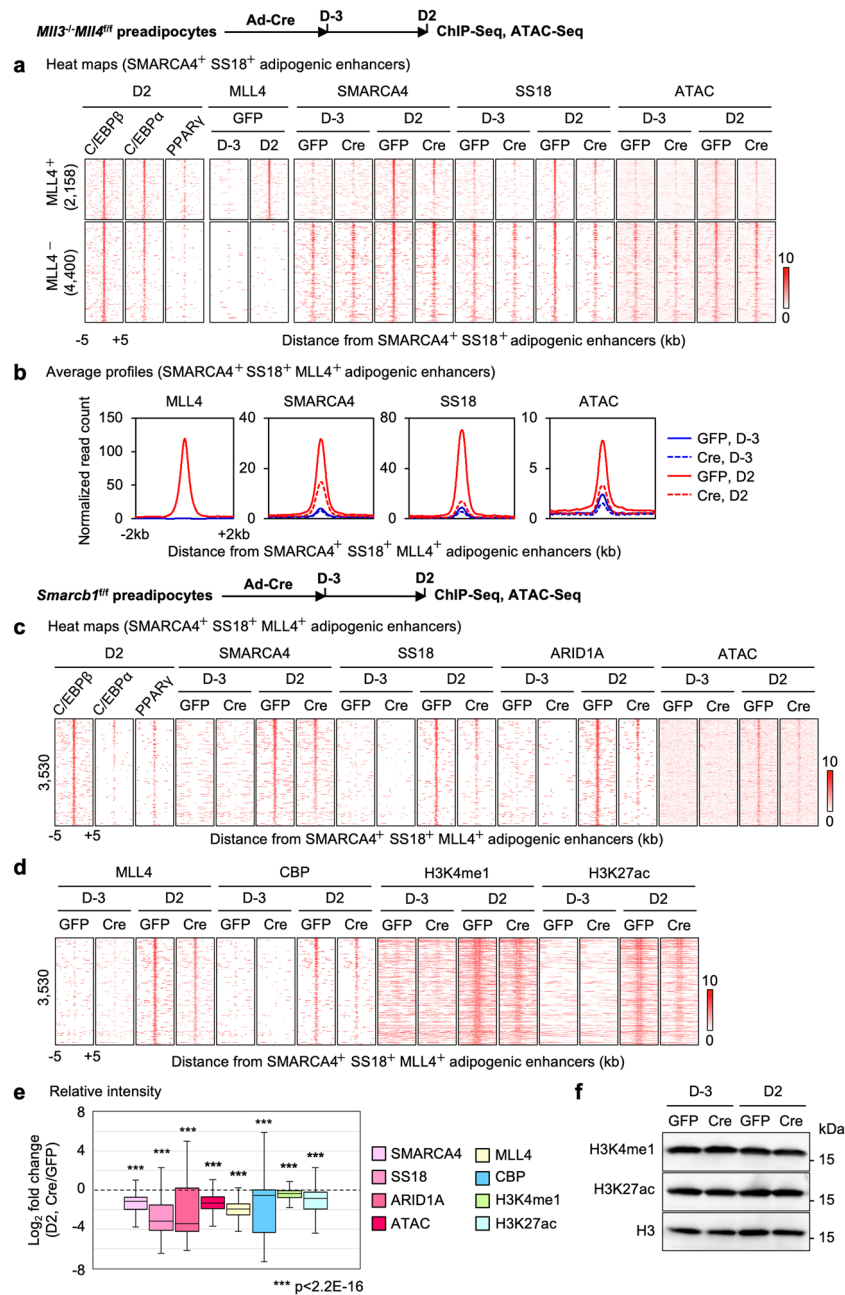 Ad-Cre D-3 D2
Mll3-/-Mll4f/f preadipocytes ChIP-Seq, ATAC-Seq
a Heat maps (SMARCA4+ SS18+ adipogenic enhancers)
D2 MLL4 SMARCA4 SS18 ATAC
GFP D-3 D2 D-3 D2 D-3 D2
C/EBPβ C/EBPα PPARγ D-3 D2 GFP Cre GFP Cre GFP Cre GFP Cre GFP Cre GFP Cre
MLL4+ (2,158)
MLL4− (4,400)
10
0
-5 +5 Distance from SMARCA4+ SS18+ adipogenic enhancers (kb)
b Average profiles (SMARCA4+ SS18+ MLL4+ adipogenic enhancers)
MLL4 SMARCA4 SS18 ATAC
Normalized read count
150 100 50 0
40 20 0
80 40 0
10 5 0
GFP, D-3
Cre, D-3
GFP, D2
Cre, D2
-2kb +2kb
Distance from SMARCA4+ SS18+ MLL4+ adipogenic enhancers (kb)
Ad-Cre D-3 D2
Smarcb1f/f preadipocytes ChIP-Seq, ATAC-Seq
c Heat maps (SMARCA4+ SS18+ MLL4+ adipogenic enhancers)
D2 SMARCA4 SS18 ARID1A ATAC
D-3 D2 D-3 D2 D-3 D2 D-3 D2
C/EBPβ C/EBPα PPARγ GFP Cre GFP Cre GFP Cre GFP Cre GFP Cre GFP Cre GFP Cre GFP Cre
3,530
10
0
-5 +5 Distance from SMARCA4+ SS18+ MLL4+ adipogenic enhancers (kb)
d
MLL4 CBP H3K4me1 H3K27ac
D-3 D2 D-3 D2 D-3 D2 D-3 D2
GFP Cre GFP Cre GFP Cre GFP Cre GFP Cre GFP Cre GFP Cre GFP Cre
3,530
10
0
-5 +5 Distance from SMARCA4+ SS18+ MLL4+ adipogenic enhancers (kb)
e Relative intensity
Log2 fold change
(D2, Cre/GFP)
8
4
0
-4
-8
*** *** *** *** *** *** *** ***
SMARCA4 MLL4
SS18 CBP
ARID1A H3K4me1
ATAC H3K27ac
*** p<2.2E-16
f
D-3 D2
GFP Cre GFP Cre kDa
H3K4me1 15
H3K27ac 15
H3 15